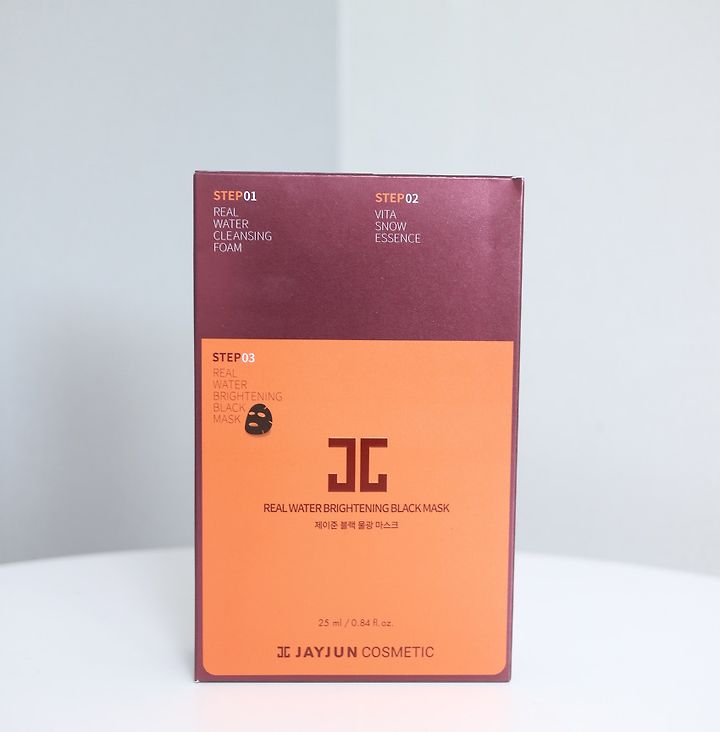 STEP01
REAL
WATER
CLEANSING
FOAM
STEP02
VITA
SNOW
ESSENCE
STEP03
REAL
WATER
BRIGHTENING
BLACK
MASK
REAL WATER BRIGHTENING BLACK MASK
제이준 블랙 물광 마스크
25 ml / 0.84 fl.oz.
JAYJUN COSMETIC